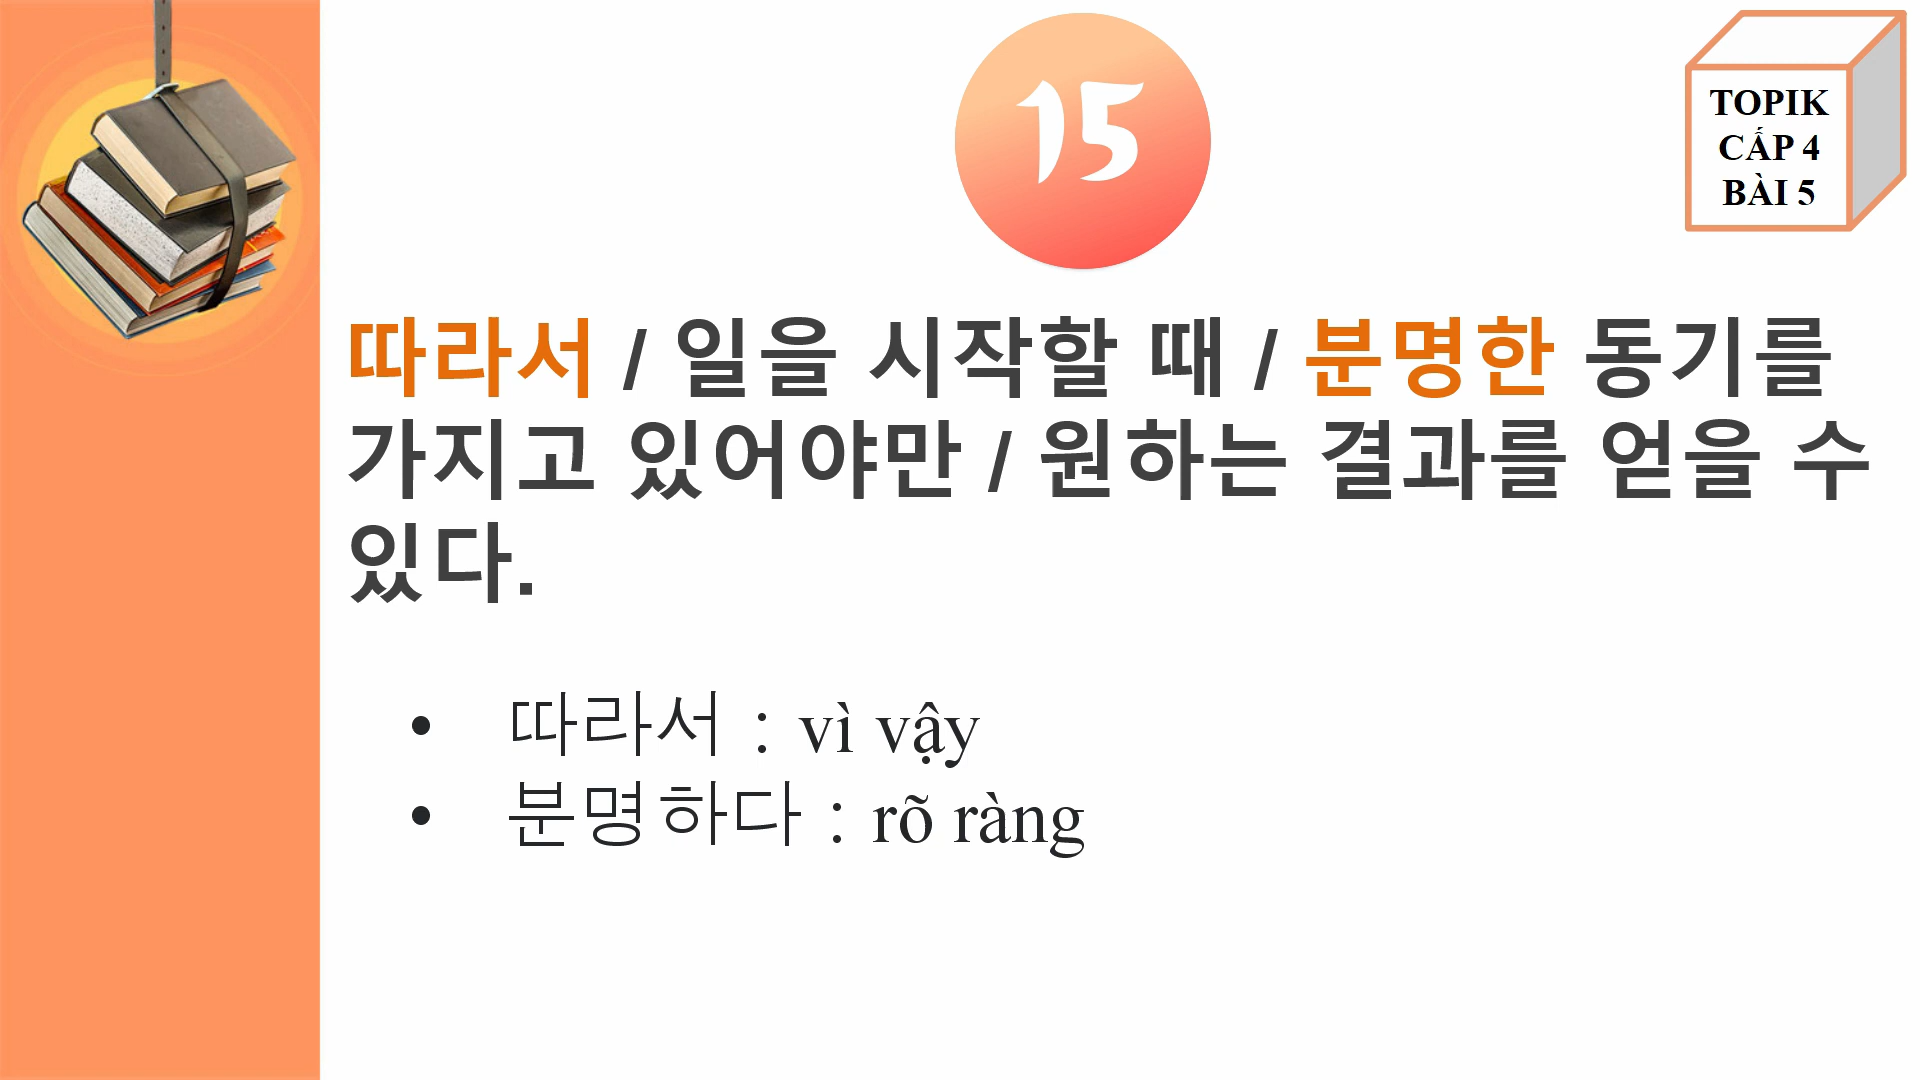 15
TOPIK
CẤP 4
BÀI 5
따라서 / 일을 시작할 때 / 분명한 동기를
가지고 있어야만 / 원하는 결과를 얻을 수
있다.
• 따라서 : vì vậy
• 분명하다 : rõ ràng